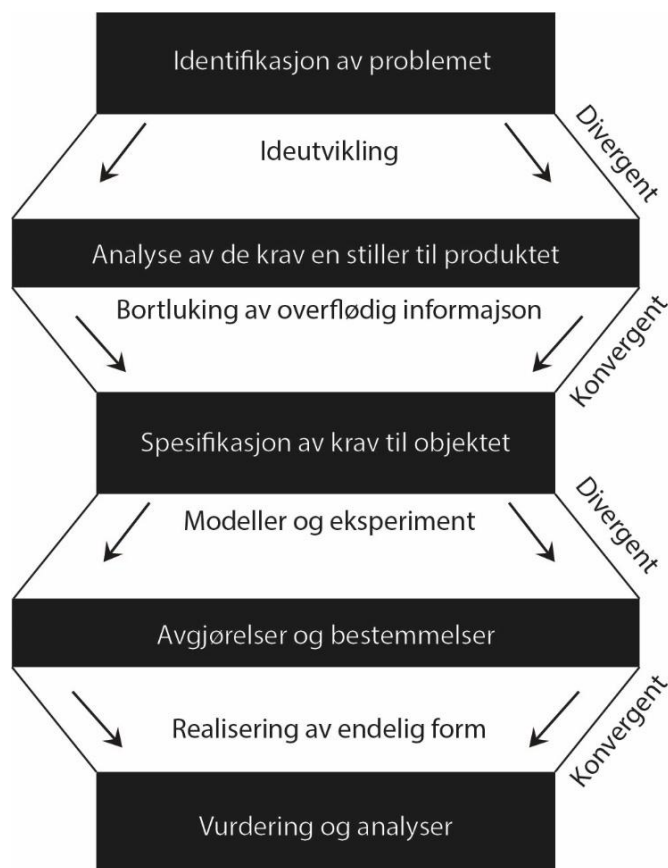 Identifikasjon av problemet
Ideutvikling
Divergent
Analyse av de krav en stiller til produktet
Bortluking av overflødig informajson
Konvergent
Spesifikasjon av krav til objektet
Modeller og eksperiment
Divergent
Avgjørelser og bestemmelser
Realisering av endelig form
Konvergent
Vurdering og analyser